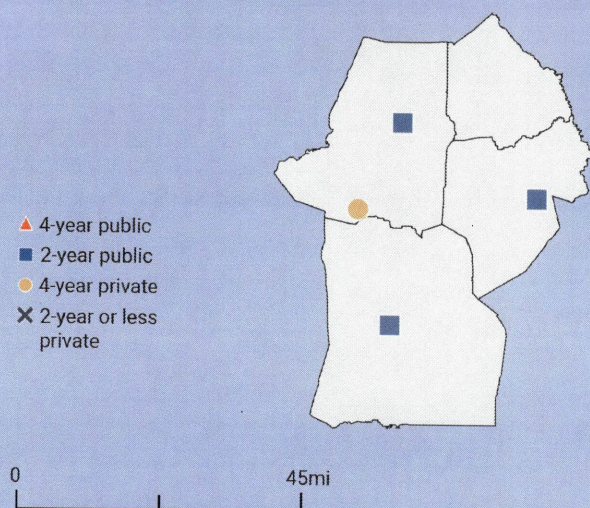 4-year public
2-year public
4-year private
2-year or less
private
0
45mi